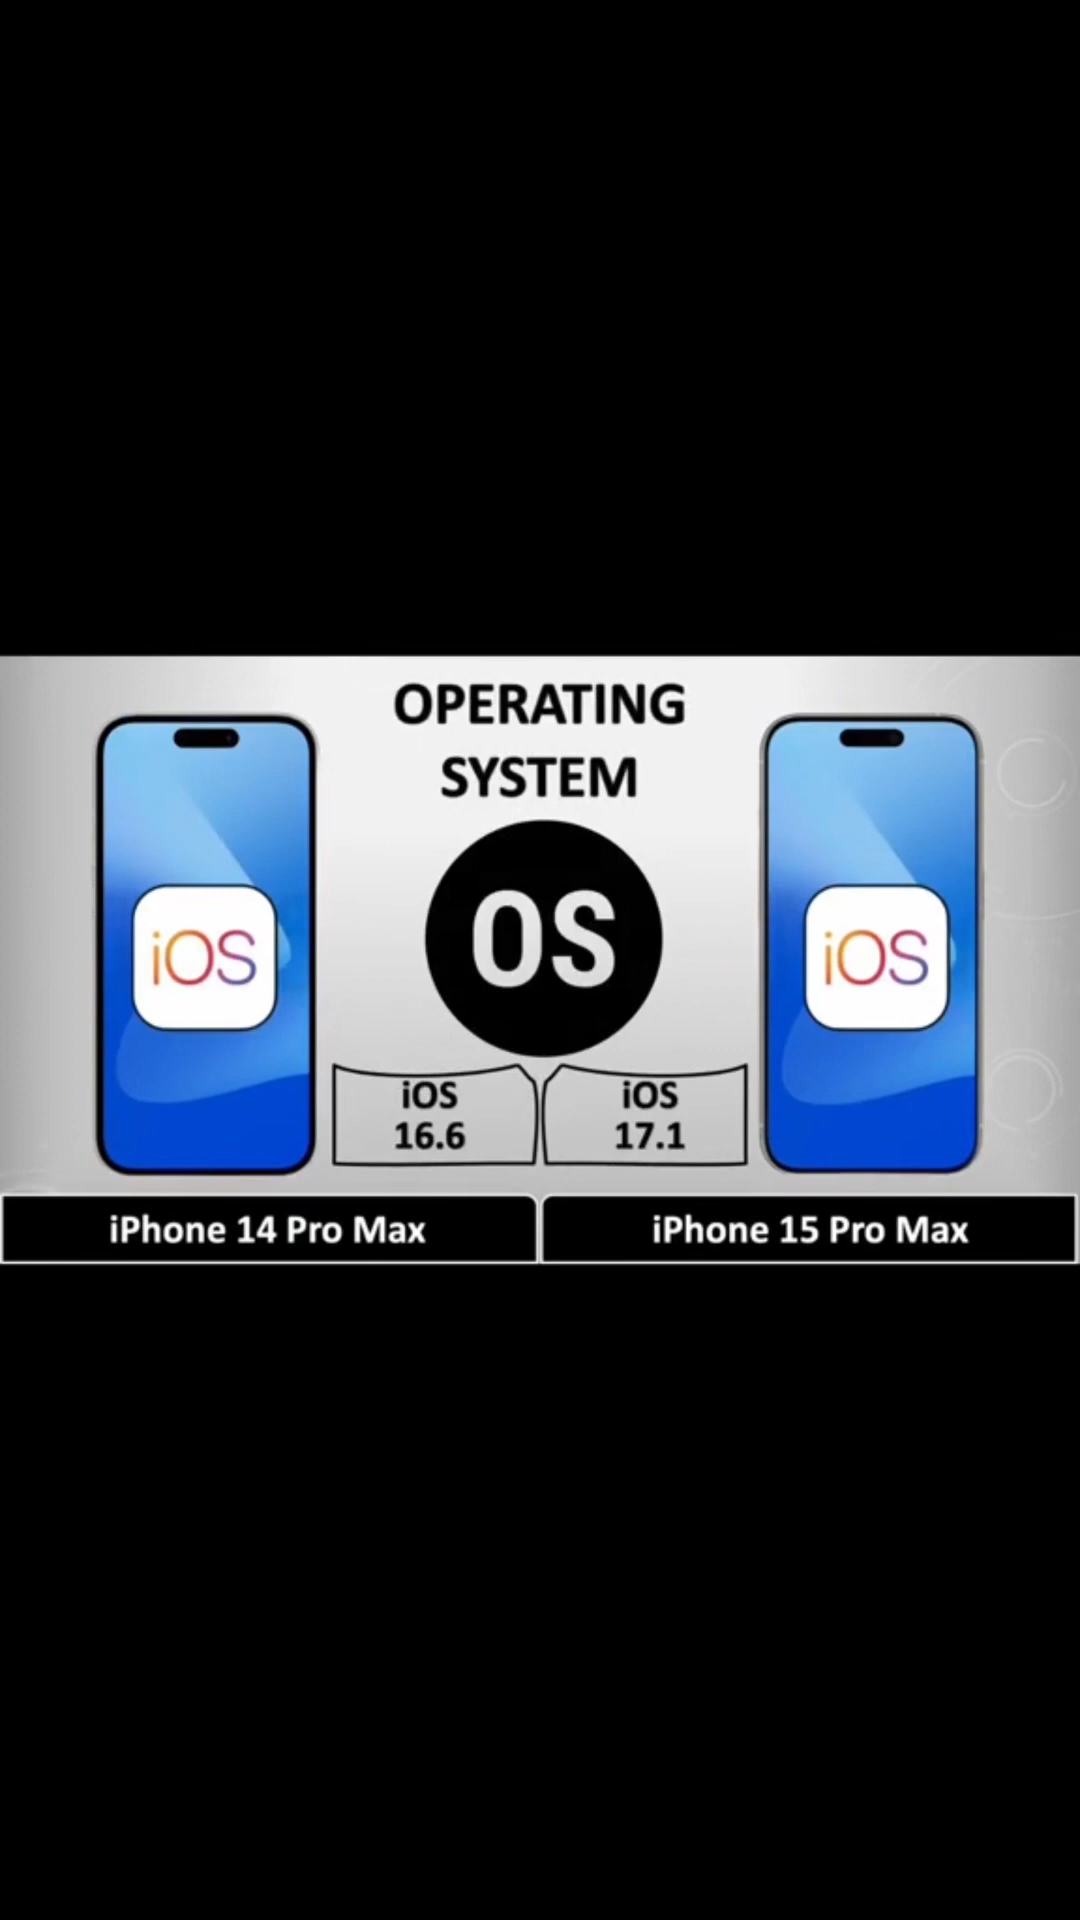 OPERATING
SYSTEM
iOS
OS
iOS
iOS
16.6
iOS
17.1
iPhone 14 Pro Max
iPhone 15 Pro Max